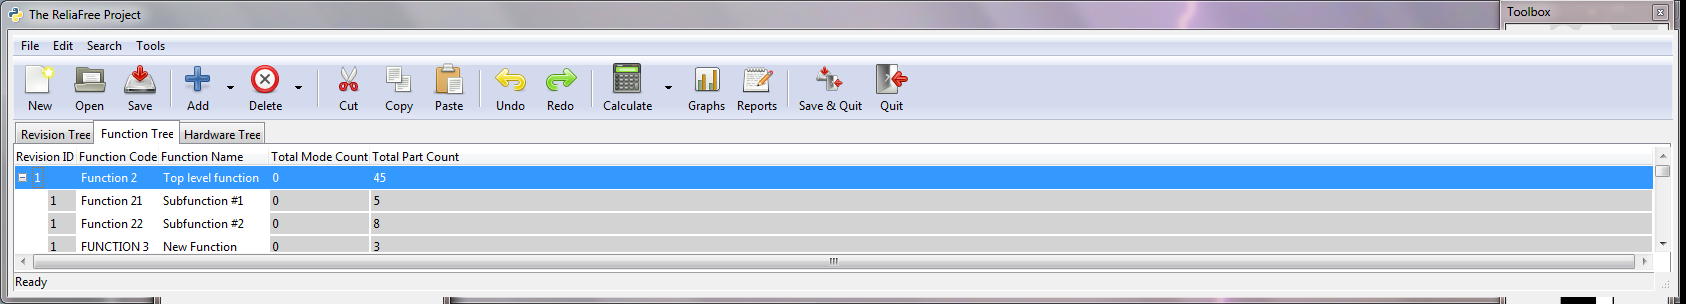 The ReliaFree Project
Toolbox
File Edit Search Tools
New Open Save Add Delete Cut Copy Paste Undo Redo Calculate Graphs Reports Save & Quit Quit
Revision Tree Function Tree Hardware Tree
Revision ID Function Code Function Name Total Mode Count Total Part Count
1 Function 2 Top level function 0 45
1 Function 21 Subfunction #1 0 5
1 Function 22 Subfunction #2 0 8
1 FUNCTION 3 New Function 0 3
Ready